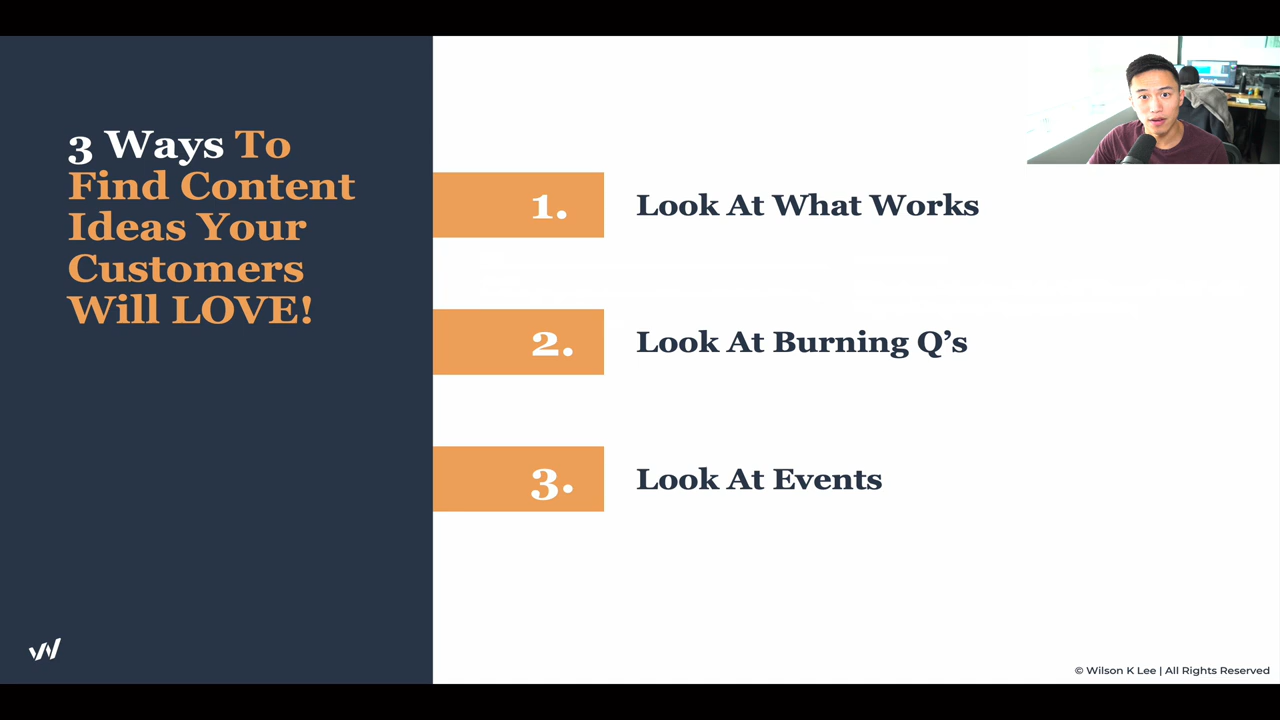 3 Ways To
Find Content
Ideas Your
Customers
Will LOVE!
1.
Look At What Works
2.
Look At Burning Q’s
3.
Look At Events
© Wilson K Lee | All Rights Reserved